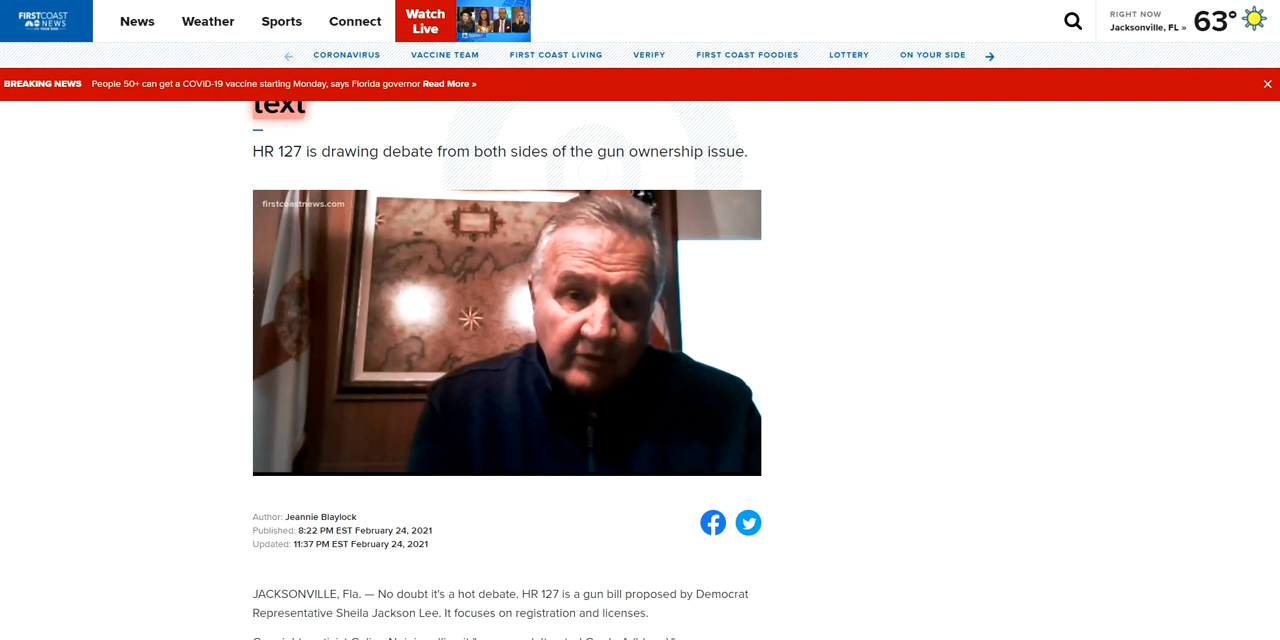 FIRST COAST
NEWS
ON YOUR SIDE
News
Weather
Sports
Connect
Watch
Live
RIGHT NOW
Jacksonville, FL »
63°
CORONAVIRUS
VACCINE TEAM
FIRST COAST LIVING
VERIFY
FIRST COAST FOODIES
LOTTERY
ON YOUR SIDE
BREAKING NEWS People 50+ can get a COVID-19 vaccine starting Monday, says Florida governor Read More »
text
HR 127 is drawing debate from both sides of the gun ownership issue.
firstcoastnews.com
Author: Jeannie Blaylock
Published: 8:22 PM EST February 24, 2021
Updated: 11:37 PM EST February 24, 2021
JACKSONVILLE, Fla. — No doubt it's a hot debate. HR 127 is a gun bill proposed by Democrat
Representative Sheila Jackson Lee. It focuses on registration and licenses.